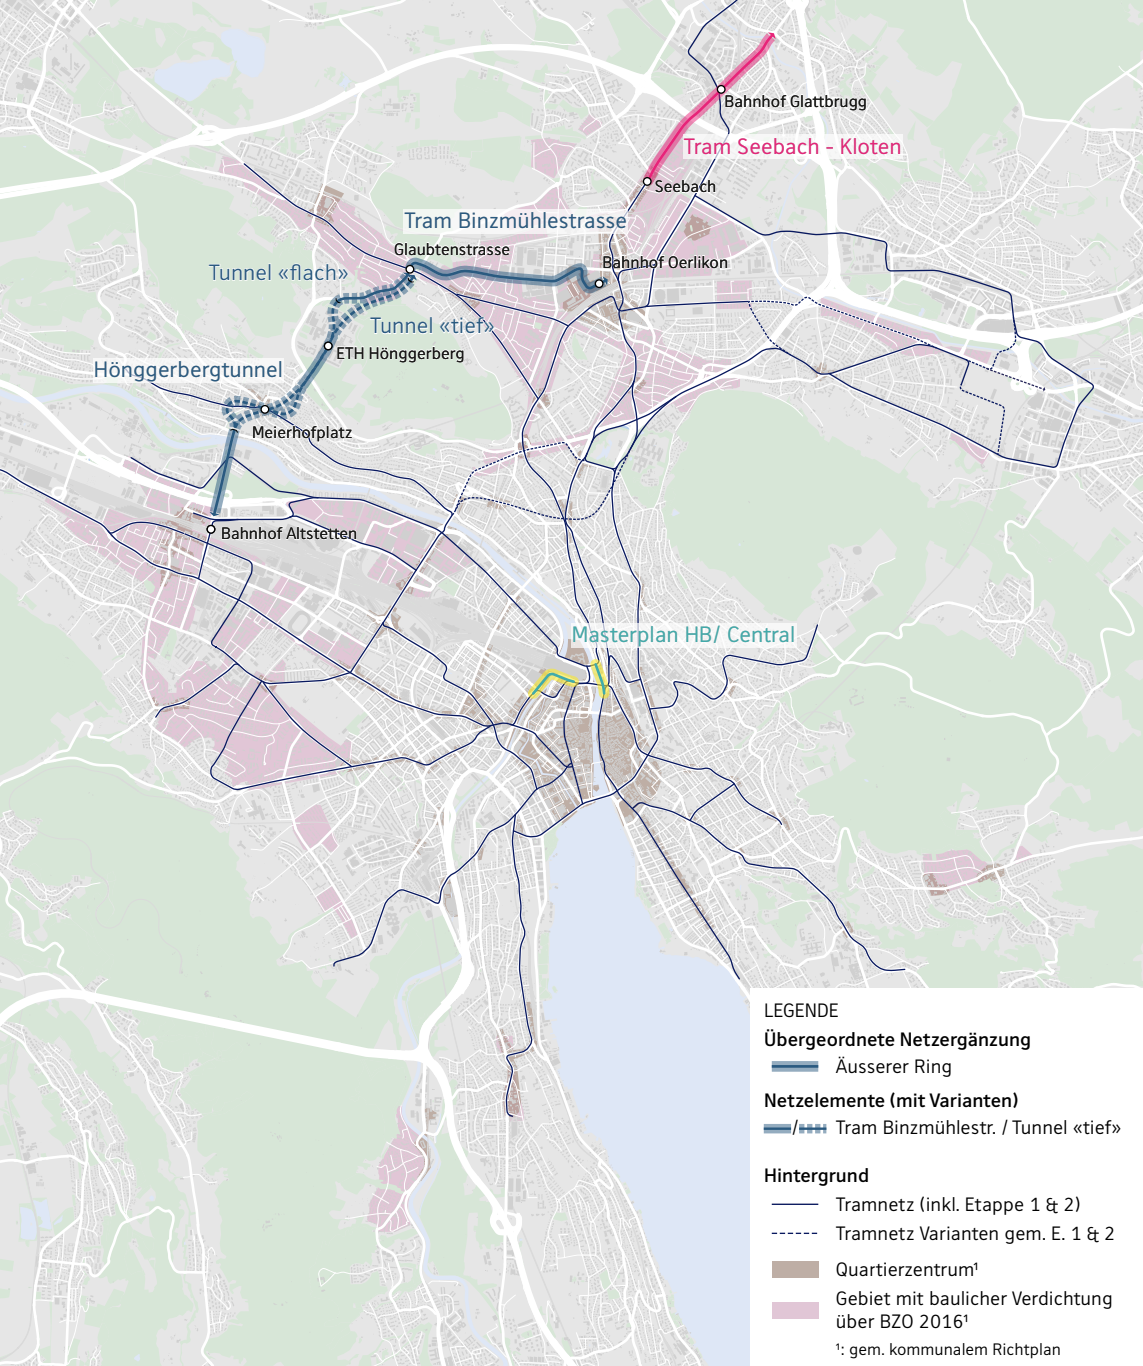 Bahnhof Glattbrugg
Tram Seebach - Kloten
Seebach
Tram Binzmühlestrasse
Glaubtenstrasse
Bahnhof Oerlikon
Tunnel «flach»
Tunnel «tief»
ETH Hönggerberg
Hönggerbergtunnel
Meierhofplatz
Bahnhof Altstetten
Masterplan HB/ Central
LEGENDE
Übergeordnete Netzergänzung
Äusserer Ring
Netzelemente (mit Varianten)
/ Tram Binzmühlestr. / Tunnel «tief»
Hintergrund
Tramnetz (inkl. Etappe 1 & 2)
Tramnetz Varianten gem. E. 1 & 2
Quartierzentrum¹
Gebiet mit baulicher Verdichtung
über BZO 2016¹
¹: gem. kommunalem Richtplan